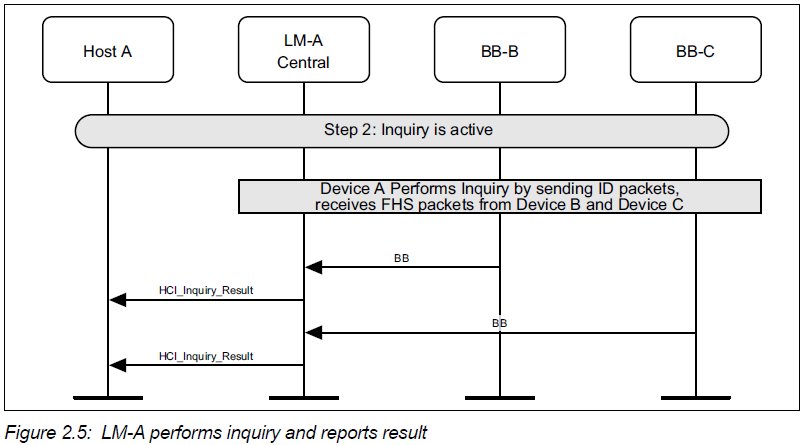 Host A
LM-A
Central
BB-B
BB-C
Step 2: Inquiry is active
Device A Performs Inquiry by sending ID packets,
receives FHS packets from Device B and Device C
BB
HCI_Inquiry_Result
BB
HCI_Inquiry_Result
Figure 2.5: LM-A performs inquiry and reports result